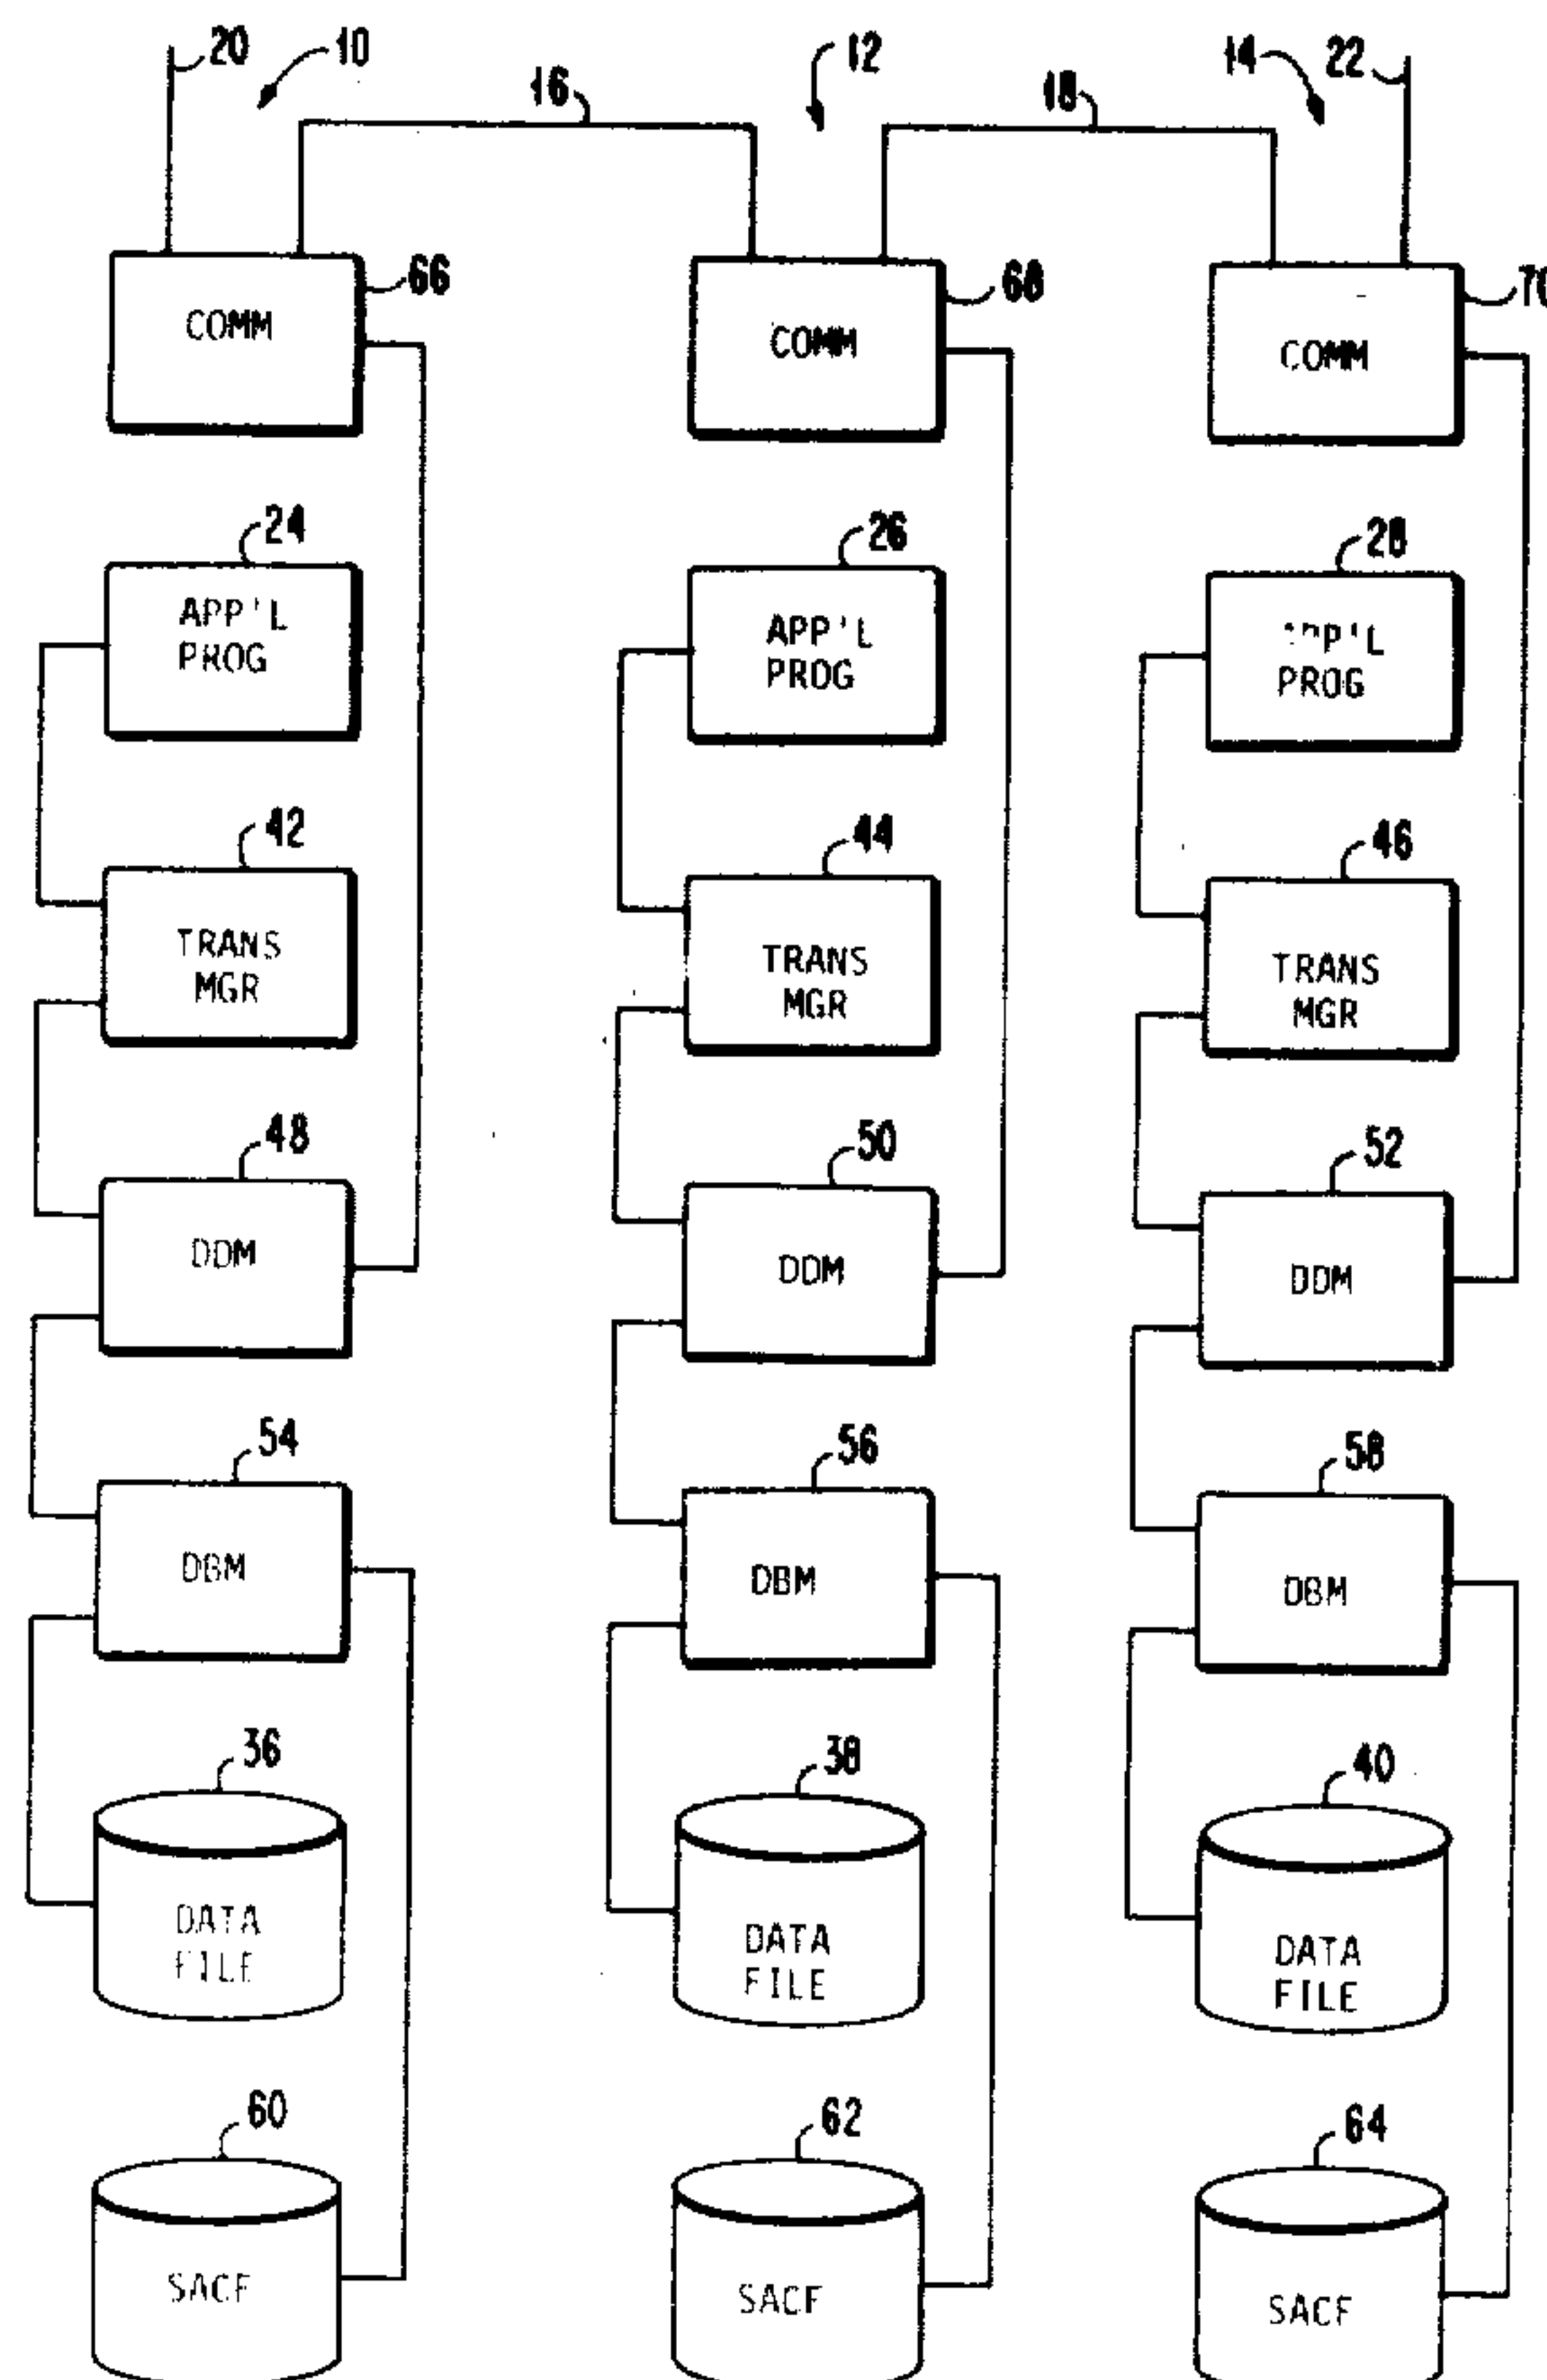 20 10 12 14 22
16 18
66 68 70
COMM COMM COMM
24 26 28
APP'L APP'L APP'L
PROG PROG PROG
42 44 46
TRANS TRANS TRANS
MGR MGR MGR
48 50 52
DDM DDM DDM
54 56 58
DBM DBM DBM
36 38 40
DATA DATA DATA
FILE FILE FILE
60 62 64
SACF SACF SACF